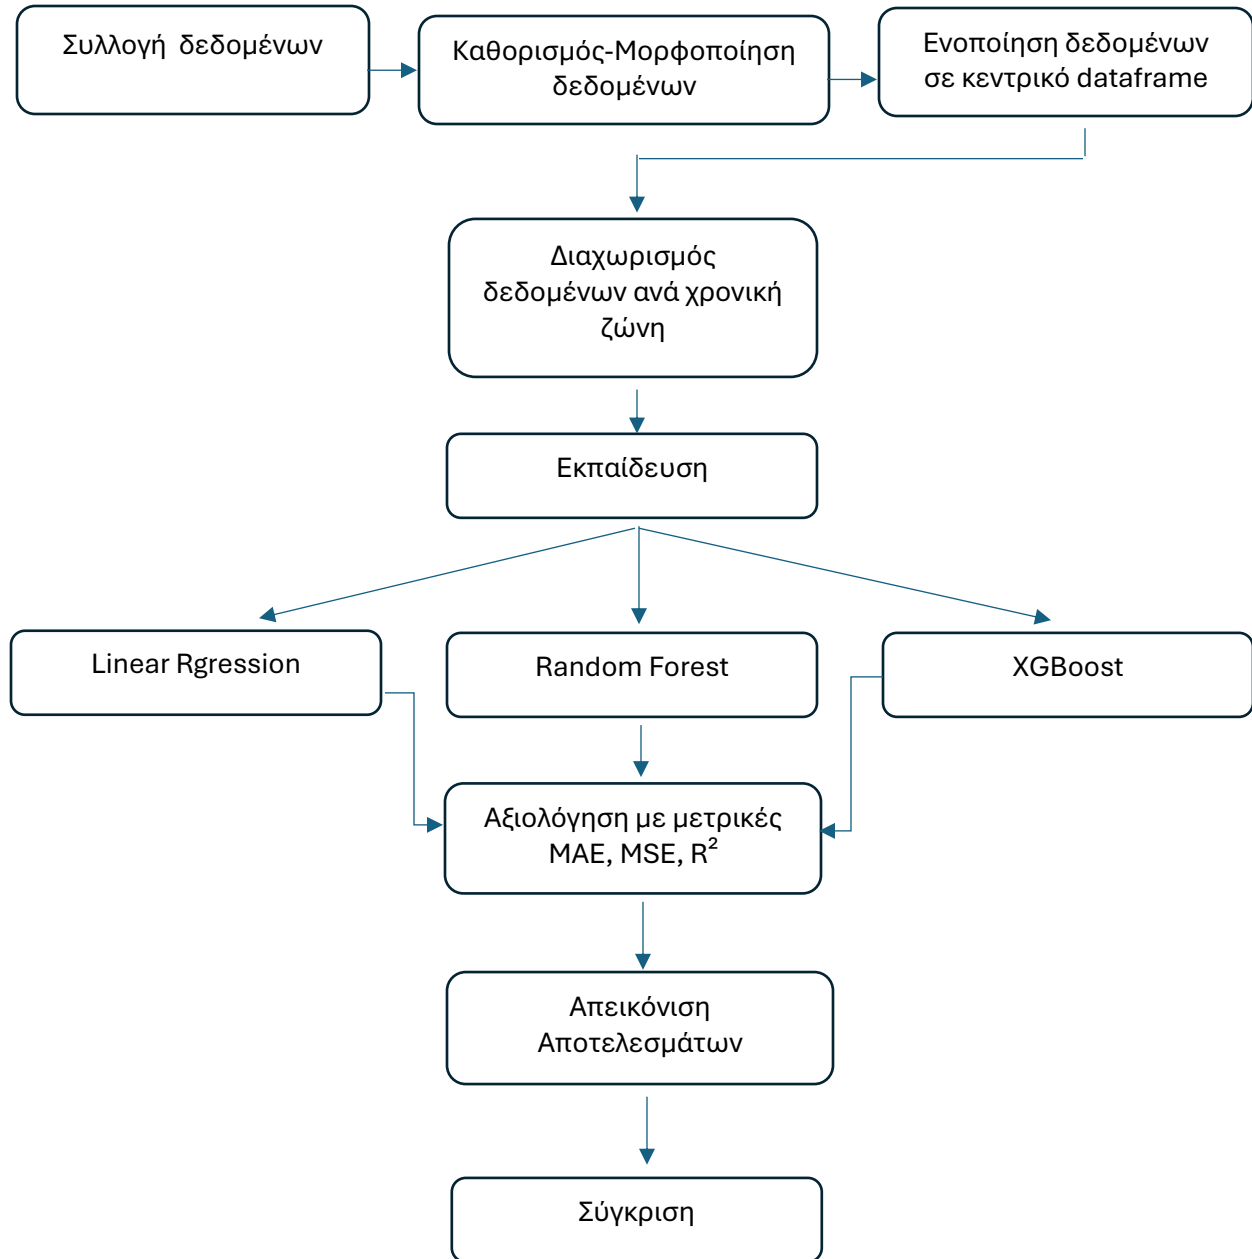 Συλλογή δεδομένων
Καθορισμός-Μορφοποίηση
δεδομένων
Ενοποίηση δεδομένων
σε κεντρικό dataframe
Διαχωρισμός
δεδομένων ανά χρονική
ζώνη
Εκπαίδευση
Linear Rgression
Random Forest
XGBoost
Αξιολόγηση με μετρικές
MAE, MSE, R²
Απεικόνιση
Αποτελεσμάτων
Σύγκριση